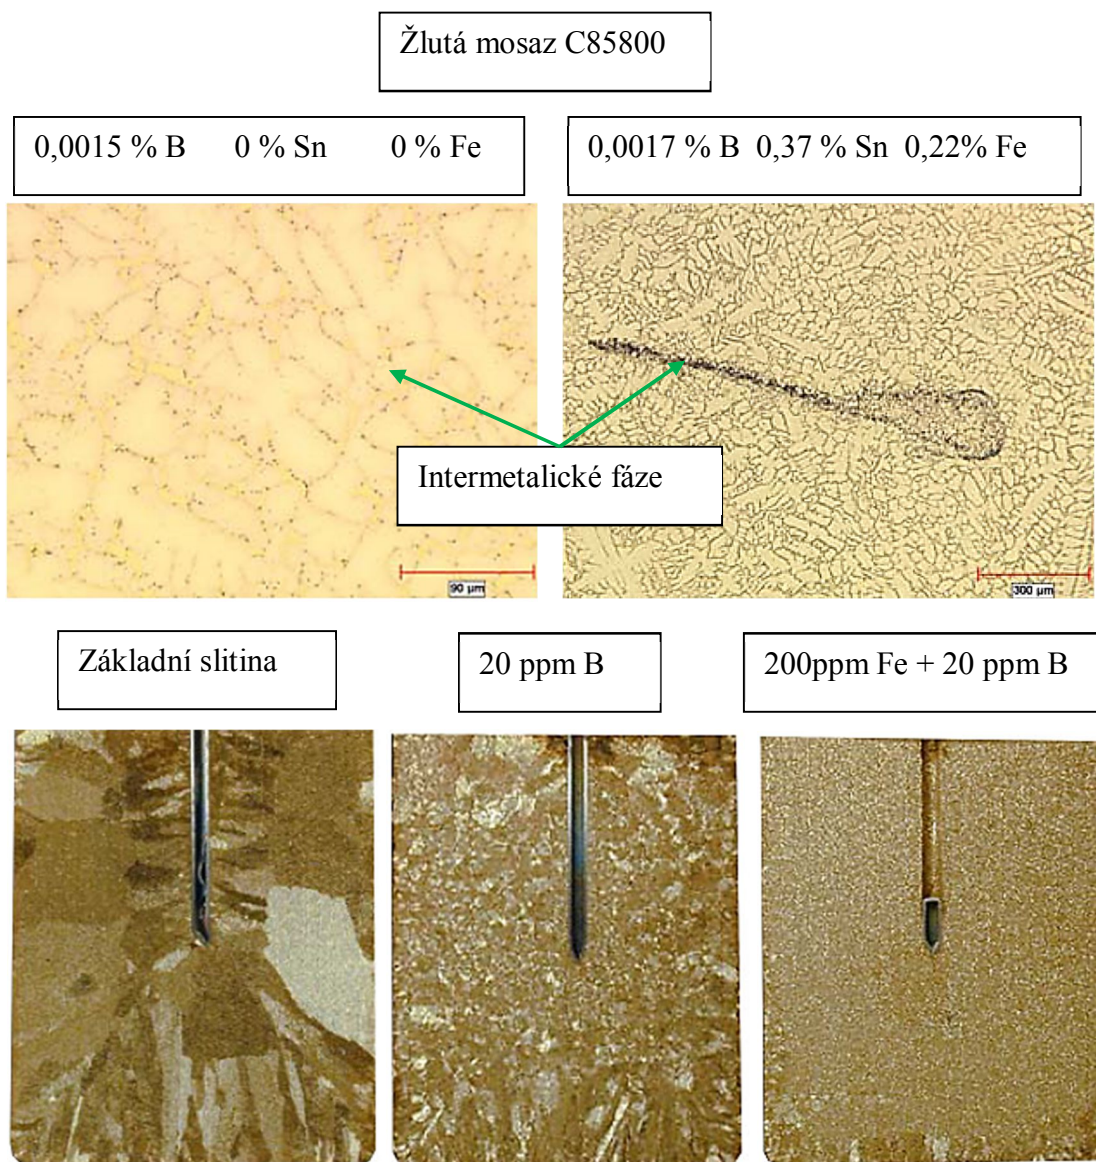 Žlutá mosaz C85800
0,0015 % B 0 % Sn 0 % Fe
0,0017 % B 0,37 % Sn 0,22% Fe
Intermetalické fáze
90 µm
300 µm
Základní slitina
20 ppm B
200ppm Fe + 20 ppm B